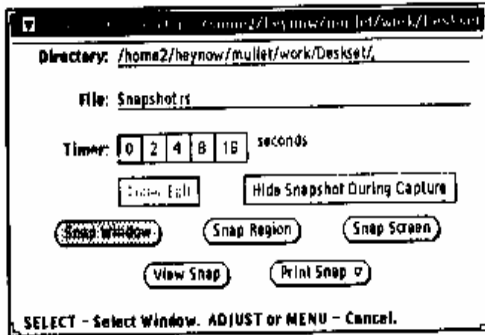 /home2/heynow/mullet/work/Deskset
Directory: /home2/heynow/mullet/work/Deskset/
File: Snapshot.rs
Timer: 0 2 4 8 16 seconds
Hide Snapshot During Capture
Snap Window Snap Region Snap Screen
View Snap Print Snap
SELECT - Select Window. ADJUST or MENU - Cancel.